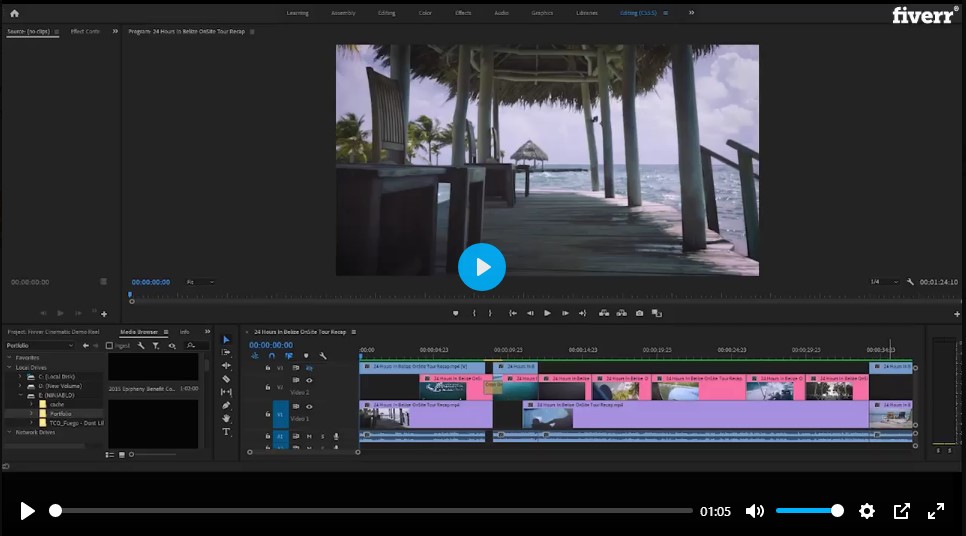 Learning Assembly Editing Color Effects Audio Graphics Libraries Editing (CS5.5) »
fiverr®
Source: (no clips) Effect Contr » Program: 24 Hours In Belize OnSite Tour Recap
00:00:00:00
00:00:00:00 Fit 1/4 00:01:24:10
Project: Fiverr Cinematic Demo Reel Media Browser Info »
Portfolio Ingest
Favorites
Local Drives
C: (Local Disk)
D: (New Volume)
E: (NINJABLO)
cache
Portfolio
TCO_Fuego - Dont Lil
Network Drives
2015 Epiphany Benefit Co... 1:03:00
× 24 Hours In Belize OnSite Tour Recap
00:00:00:00
:00:00 00:00:04:23 00:00:09:23 00:00:14:23 00:00:19:23 00:00:24:23 00:00:29:23 00:00:34:23
V3
24 Hours In Belize OnSite Tour Recap.mp4 [V] 24 Hours In B 24 Hours In B
V2
Video 2
24 Hours In Belize OnSi 24 Hours In Belize OnSite Tour Recap.mp4
V1
Video 1
24 Hours In Belize OnSite Tour Recap.mp4 24 Hours In Belize OnSite Tour Recap.mp4 24 Hours In B
A1 M S
S S
01:05